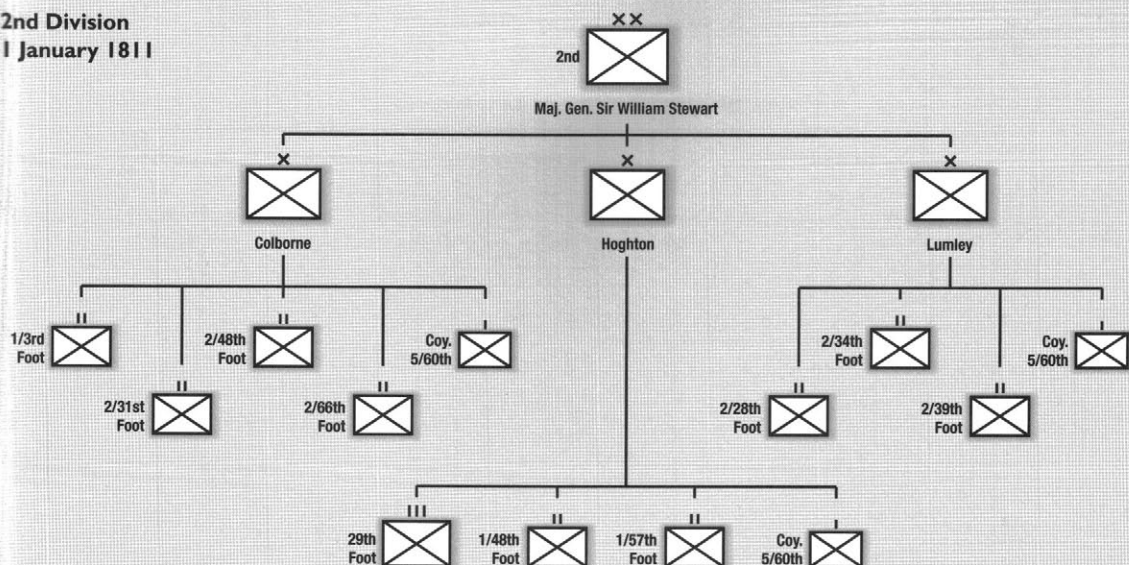 2nd Division
1 January 1811
XX
2nd
Maj. Gen. Sir William Stewart
X
X
X
Colborne
Hoghton
Lumley
II
1/3rd
Foot
II
2/31st
Foot
II
2/48th
Foot
II
2/66th
Foot
I
Coy.
5/60th
II
2/28th
Foot
II
2/34th
Foot
II
2/39th
Foot
I
Coy.
5/60th
III
29th
Foot
II
1/48th
Foot
II
1/57th
Foot
I
Coy.
5/60th